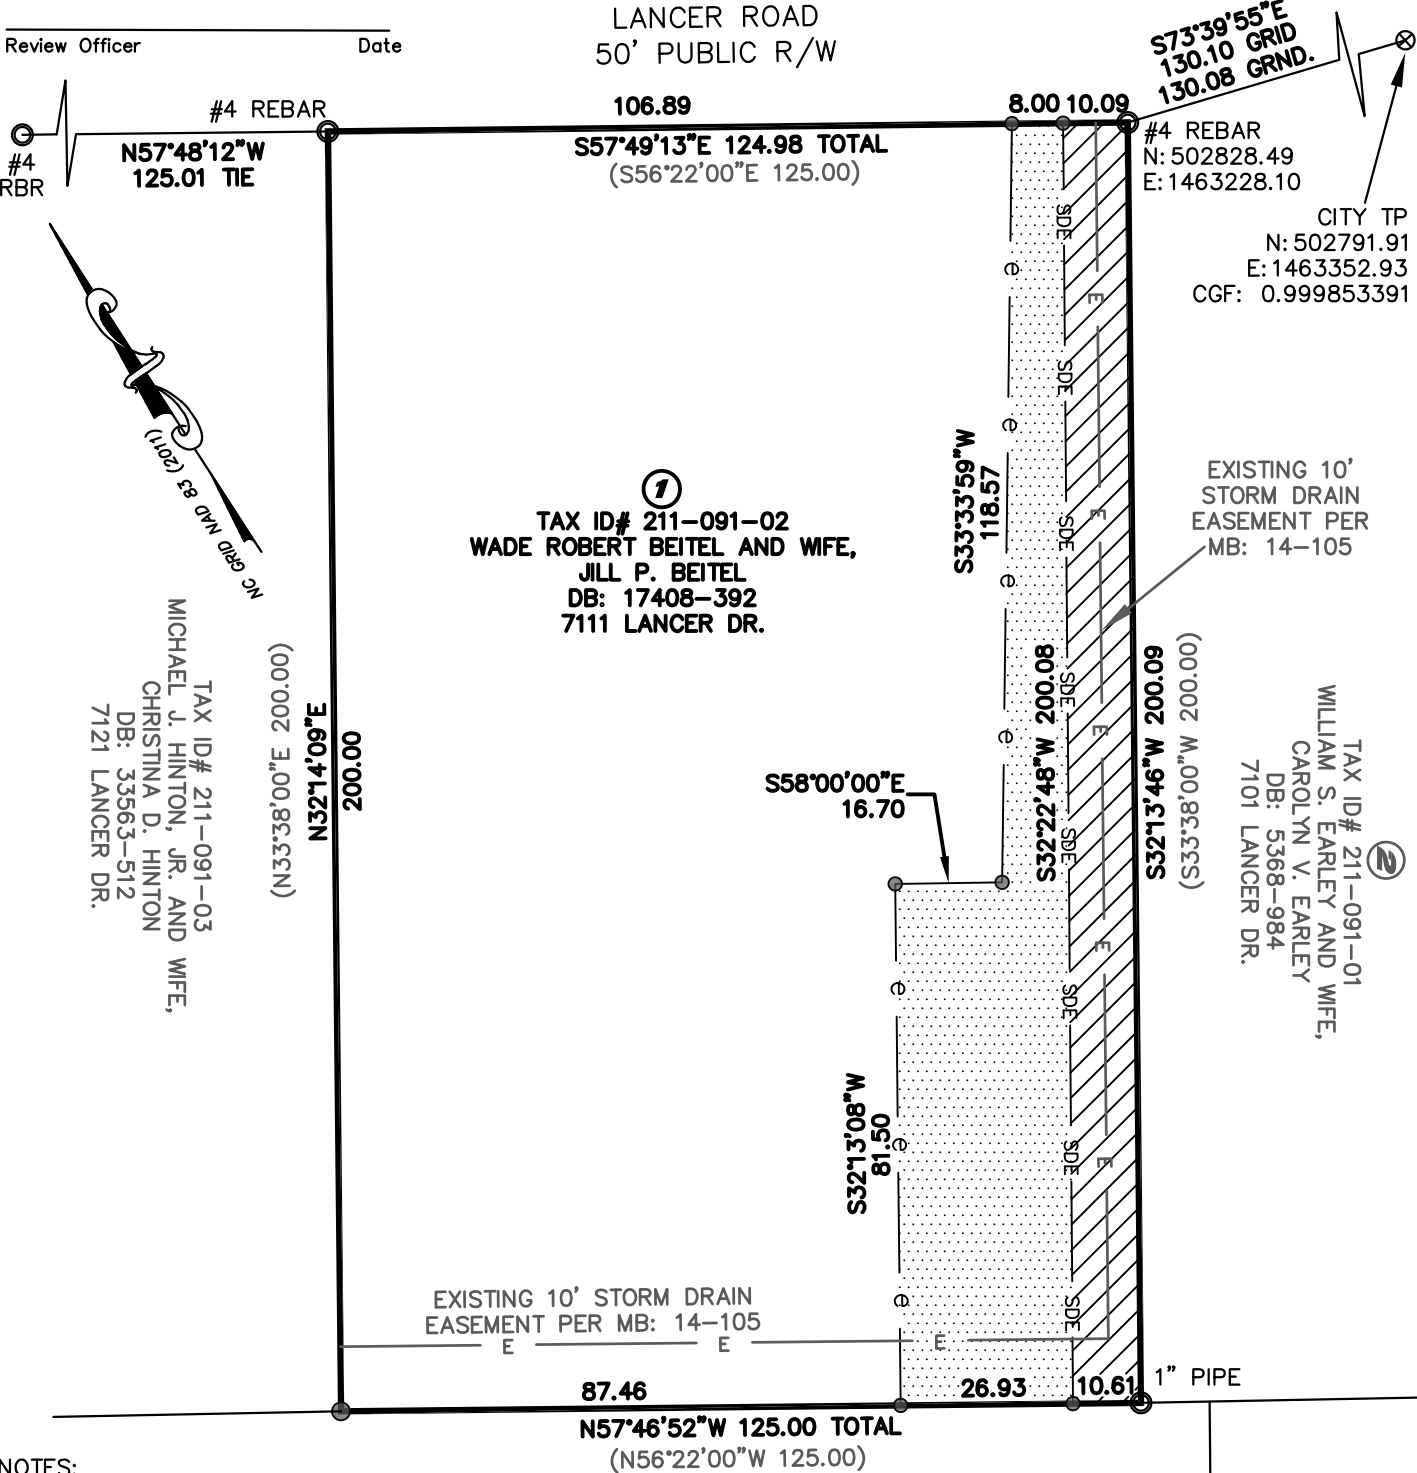 LANCER ROAD
50' PUBLIC R/W
Review Officer Date
S73°39'55"E
130.10 GRID
130.08 GRND.
#4 REBAR
106.89
8.00 10.09
#4
RBR
N57°48'12"W
125.01 TIE
S57°49'13"E 124.98 TOTAL
(S56°22'00"E 125.00)
#4 REBAR
N: 502828.49
E: 1463228.10
CITY TP
N: 502791.91
E: 1463352.93
CGF: 0.999853391
NC GRID NAD 83 (2011)
SDE
e
E
SDE
e
E
SDE
e
E
SDE
e
E
SDE
e
E
SDE
e
E
SDE
e
SDE
S33°33'59"W
118.57
EXISTING 10'
STORM DRAIN
EASEMENT PER
MB: 14-105
1
TAX ID# 211-091-02
WADE ROBERT BEITEL AND WIFE,
JILL P. BEITEL
DB: 17408-392
7111 LANCER DR.
TAX ID# 211-091-03
MICHAEL J. HINTON, JR. AND WIFE,
CHRISTINA D. HINTON
DB: 33563-512
7121 LANCER DR.
(N33°38'00"E 200.00)
N32°14'09"E
200.00
S32°22'48"W 200.08
S32°13'46"W 200.09
(S33°38'00"W 200.00)
2
TAX ID# 211-091-01
WILLIAM S. EARLEY AND WIFE,
CAROLYN V. EARLEY
DB: 5368-984
7101 LANCER DR.
S58°00'00"E
16.70
S32°13'08"W
81.50
EXISTING 10' STORM DRAIN
EASEMENT PER MB: 14-105
E E E
1" PIPE
87.46
26.93
10.61
N57°46'52"W 125.00 TOTAL
(N56°22'00"W 125.00)
NOTES: